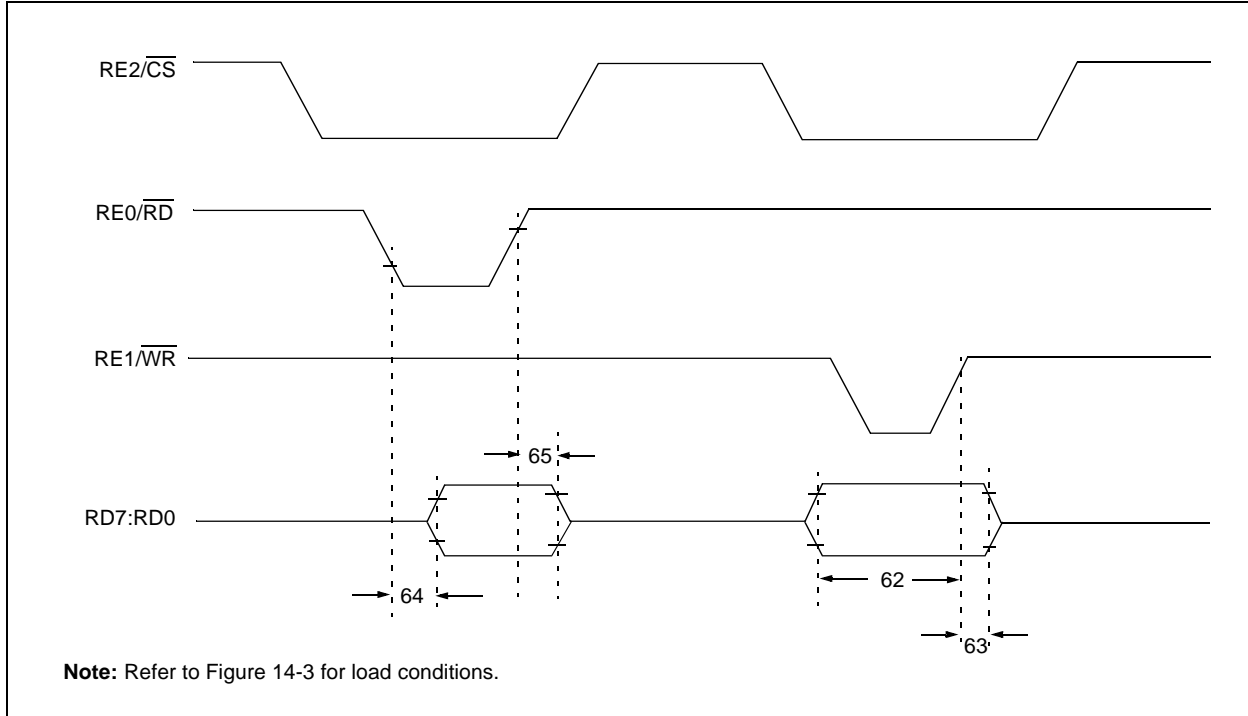 RE2/CS
RE0/RD
RE1/WR
65
RD7:RD0
62
64
63
Note: Refer to Figure 14-3 for load conditions.